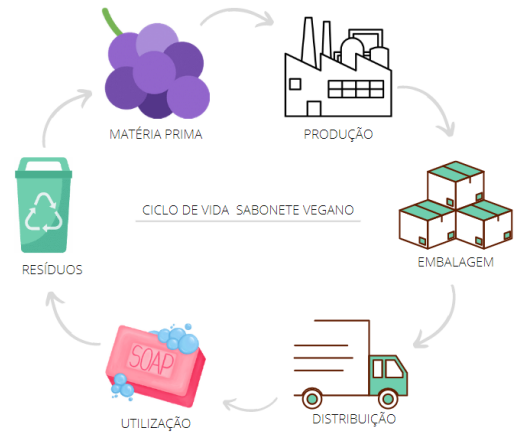 MATÉRIA PRIMA
PRODUÇÃO
CICLO DE VIDA SABONETE VEGANO
EMBALAGEM
RESÍDUOS
SOAP
UTILIZAÇÃO
DISTRIBUIÇÃO